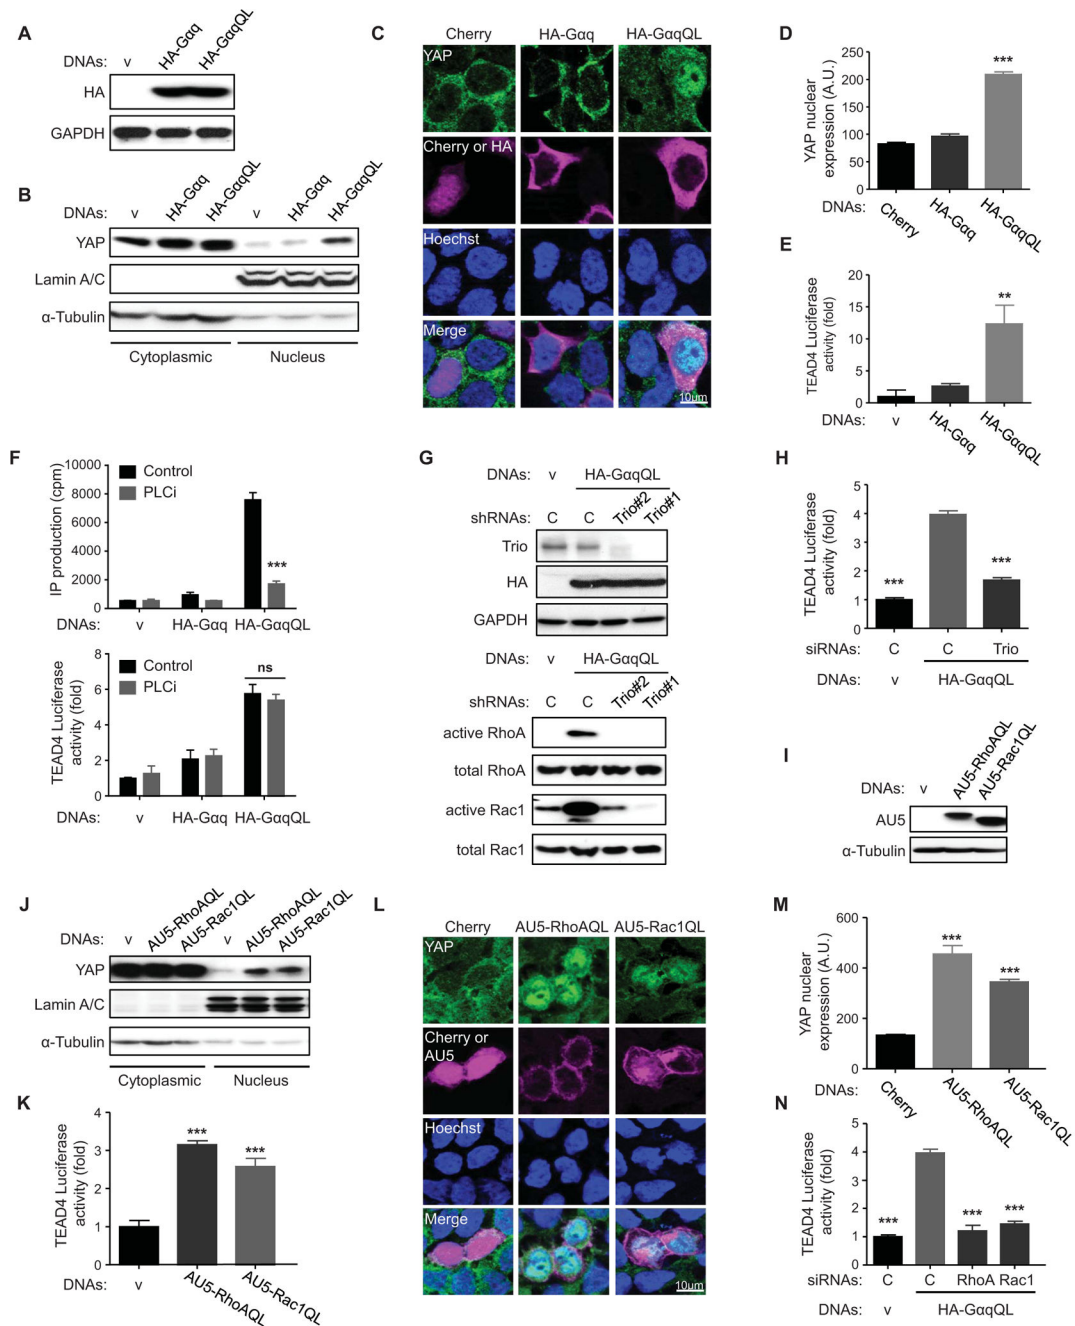 A
DNAs: v HA-Gαq HA-GαqQL
HA
GAPDH
B
DNAs: v HA-Gαq HA-GαqQL v HA-Gαq HA-GαqQL
YAP
Lamin A/C
α-Tubulin
Cytoplasmic Nucleus
C
Cherry HA-Gαq HA-GαqQL
YAP
Cherry or HA
Hoechst
Merge
10um
D
YAP nuclear
expression (A.U.)
250
200
150
100
50
0
***
DNAs: Cherry HA-Gαq HA-GαqQL
E
TEAD4 Luciferase
activity (fold)
20
15
10
5
0
**
DNAs: v HA-Gαq HA-GαqQL
F
IP production (cpm)
10000
8000
6000
4000
2000
0
Control
PLCi
***
DNAs: v HA-Gαq HA-GαqQL
TEAD4 Luciferase
activity (fold)
8
6
4
2
0
Control
PLCi
ns
DNAs: v HA-Gαq HA-GαqQL
G
DNAs: v HA-GαqQL
shRNAs: C C Trio#2 Trio#1
Trio
HA
GAPDH
DNAs: v HA-GαqQL
shRNAs: C C Trio#2 Trio#1
active RhoA
total RhoA
active Rac1
total Rac1
H
TEAD4 Luciferase
activity (fold)
5
4
3
2
1
0
*** ***
siRNAs: C C Trio
DNAs: v HA-GαqQL
I
DNAs: v AU5-RhoAQL AU5-Rac1QL
AU5
α-Tubulin
J
DNAs: v AU5-RhoAQL AU5-Rac1QL v AU5-RhoAQL AU5-Rac1QL
YAP
Lamin A/C
α-Tubulin
Cytoplasmic Nucleus
K
TEAD4 Luciferase
activity (fold)
4
3
2
1
0
*** ***
DNAs: v AU5-RhoAQL AU5-Rac1QL
L
Cherry AU5-RhoAQL AU5-Rac1QL
YAP
Cherry or
AU5
Hoechst
Merge
10um
M
YAP nuclear
expression (A.U.)
600
400
200
0
*** ***
DNAs: Cherry AU5-RhoAQL AU5-Rac1QL
N
TEAD4 Luciferase
activity (fold)
5
4
3
2
1
0
*** *** ***
siRNAs: C C RhoA Rac1
DNAs: v HA-GαqQL